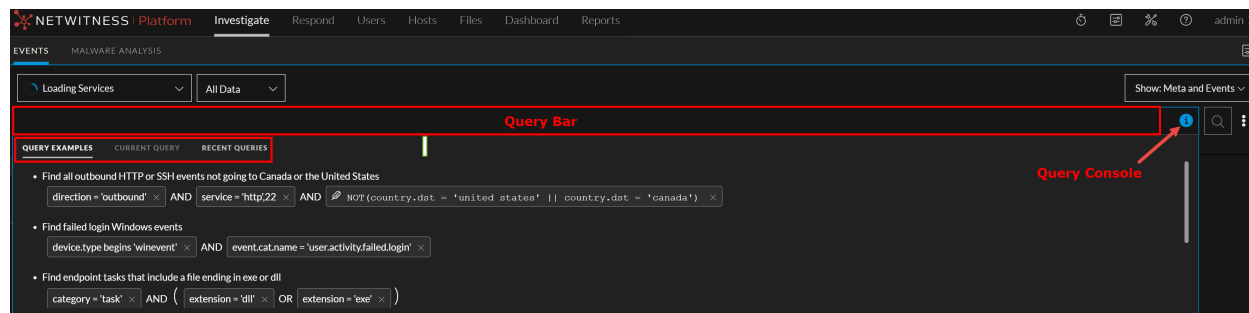 NETWITNESS | Platform Investigate Respond Users Hosts Files Dashboard Reports admin
EVENTS MALWARE ANALYSIS
Loading Services All Data Show: Meta and Events
Query Bar
QUERY EXAMPLES CURRENT QUERY RECENT QUERIES
Query Console
• Find all outbound HTTP or SSH events not going to Canada or the United States
direction = 'outbound' × AND service = 'http',22 × AND NOT(country.dst = 'united states' || country.dst = 'canada') ×
• Find failed login Windows events
device.type begins 'winevent' × AND event.cat.name = 'user.activity.failed.login' ×
• Find endpoint tasks that include a file ending in exe or dll
category = 'task' × AND ( extension = 'dll' × OR extension = 'exe' × )